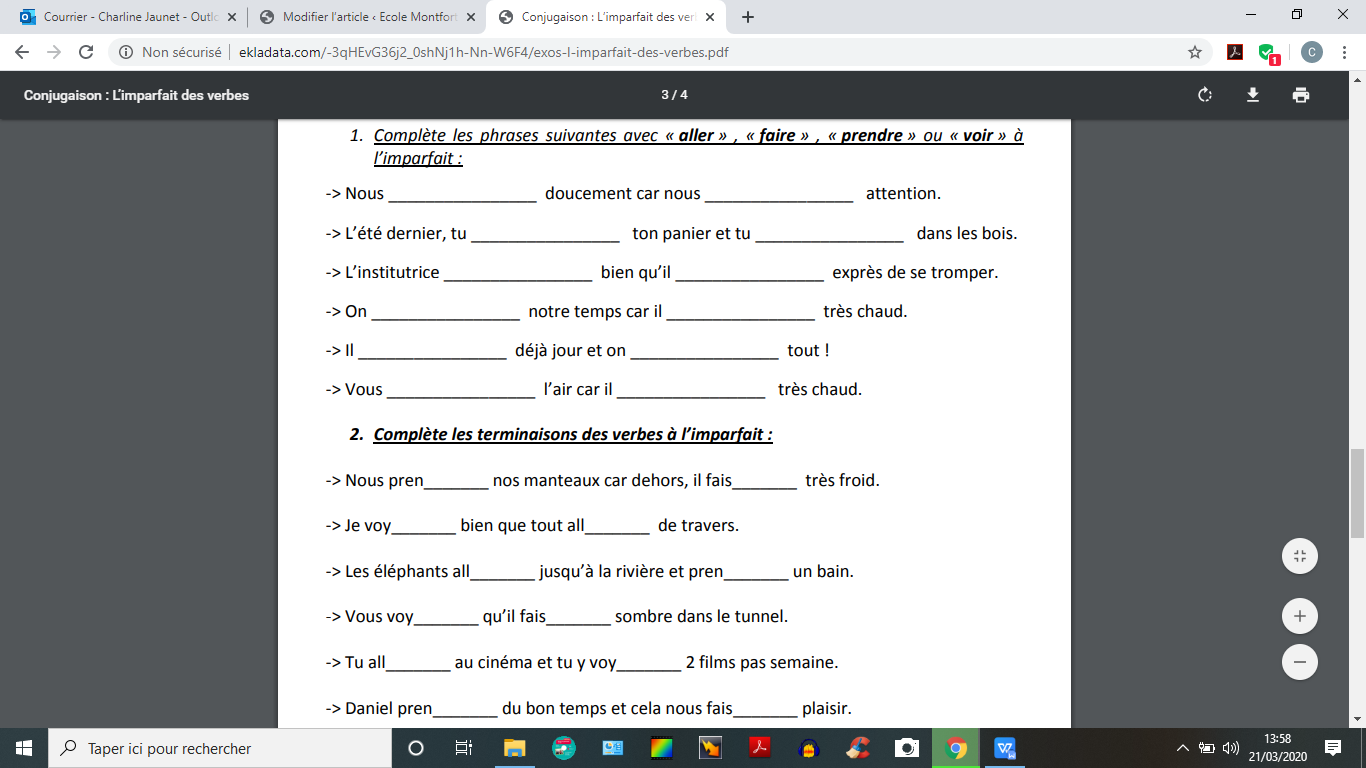 Courrier - Charline Jaunet - Outlo
Modifier l'article ‹ Ecole Montfort
Conjugaison : L'imparfait des ver
Non sécurisé | ekladata.com/-3qHEvG36j2_0shNj1h-Nn-W6F4/exos-l-imparfait-des-verbes.pdf
1
C
Conjugaison : L'imparfait des verbes
3 / 4
1. Complète les phrases suivantes avec « aller » , « faire » , « prendre » ou « voir » à
l'imparfait :
-> Nous ________________ doucement car nous ________________ attention.
-> L'été dernier, tu ________________ ton panier et tu ________________ dans les bois.
-> L'institutrice ________________ bien qu'il ________________ exprès de se tromper.
-> On ________________ notre temps car il ________________ très chaud.
-> Il ________________ déjà jour et on ________________ tout !
-> Vous ________________ l'air car il ________________ très chaud.
2. Complète les terminaisons des verbes à l'imparfait :
-> Nous pren_______ nos manteaux car dehors, il fais_______ très froid.
-> Je voy_______ bien que tout all_______ de travers.
-> Les éléphants all_______ jusqu'à la rivière et pren_______ un bain.
-> Vous voy_______ qu'il fais_______ sombre dans le tunnel.
-> Tu all_______ au cinéma et tu y voy_______ 2 films pas semaine.
-> Daniel pren_______ du bon temps et cela nous fais_______ plaisir.
Taper ici pour rechercher
13:58
21/03/2020